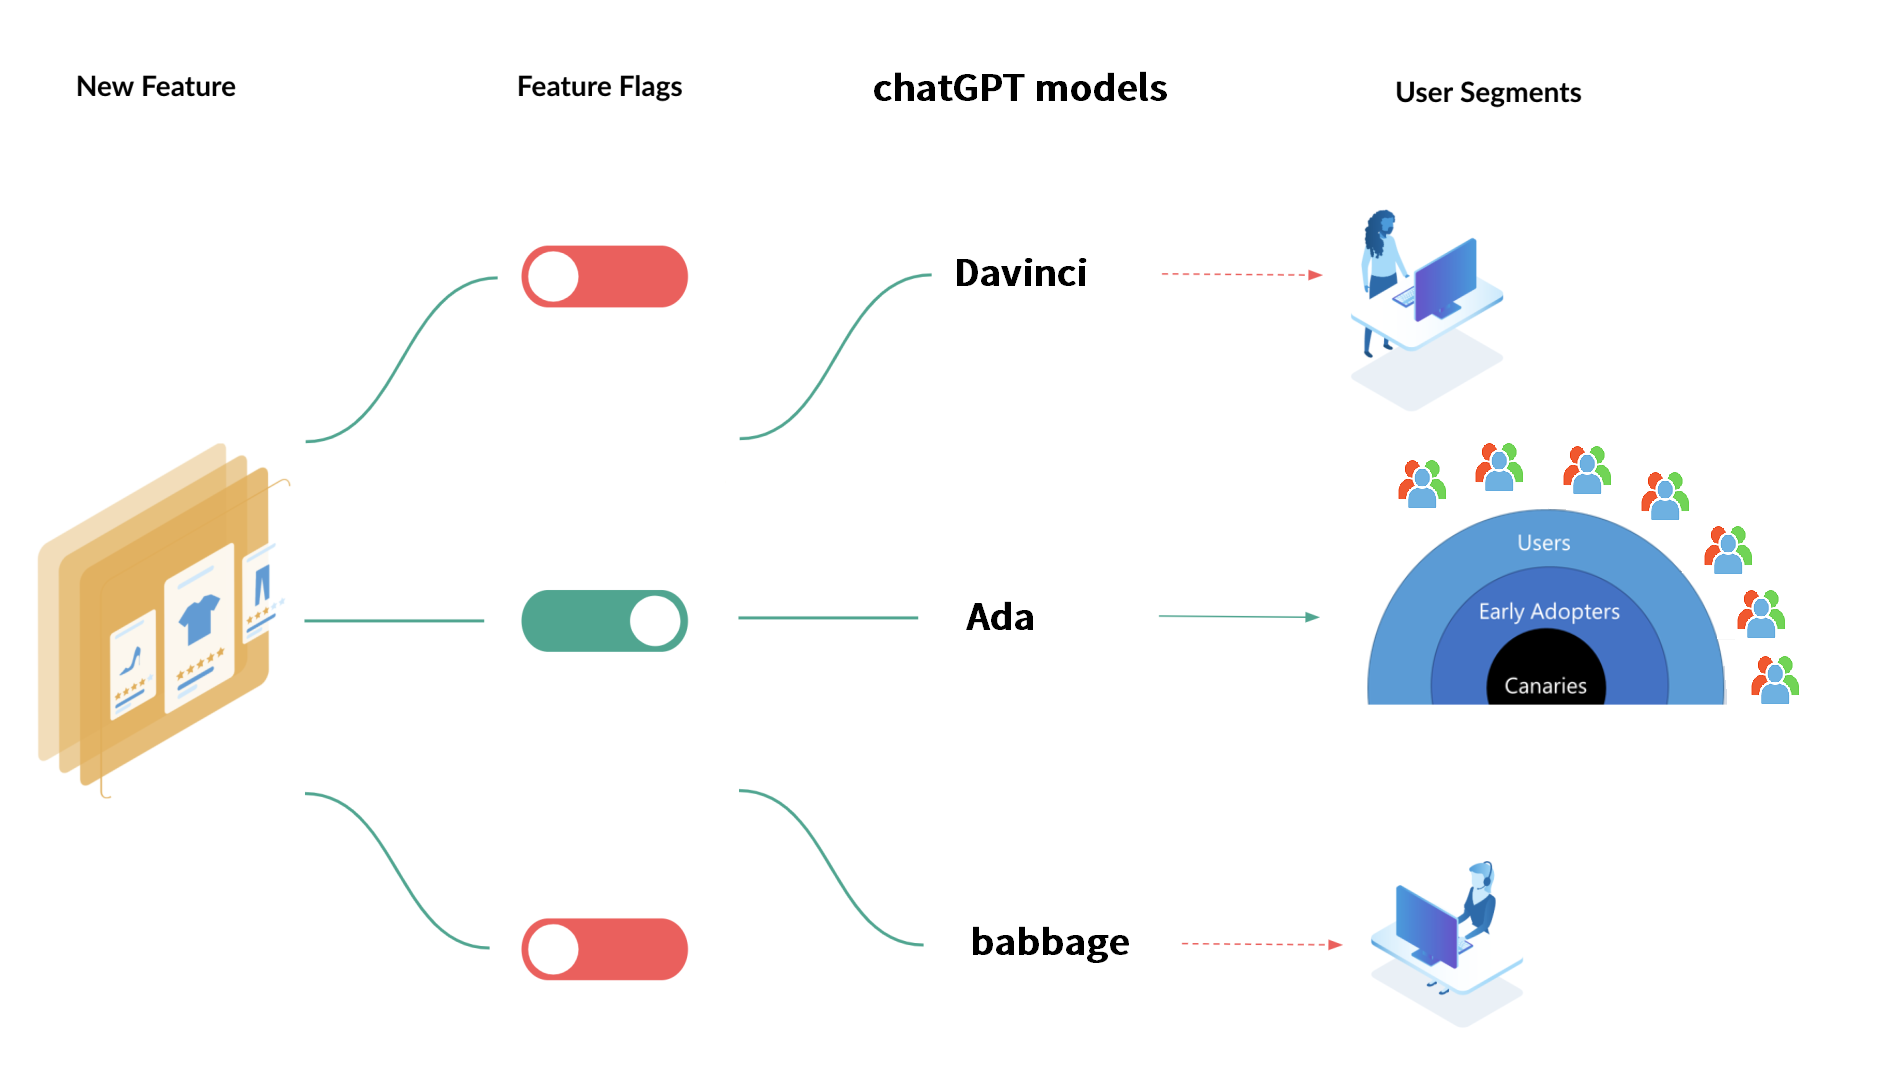 New Feature
Feature Flags
chatGPT models
User Segments
Davinci
Users
Early Adopters
Ada
Canaries
babbage